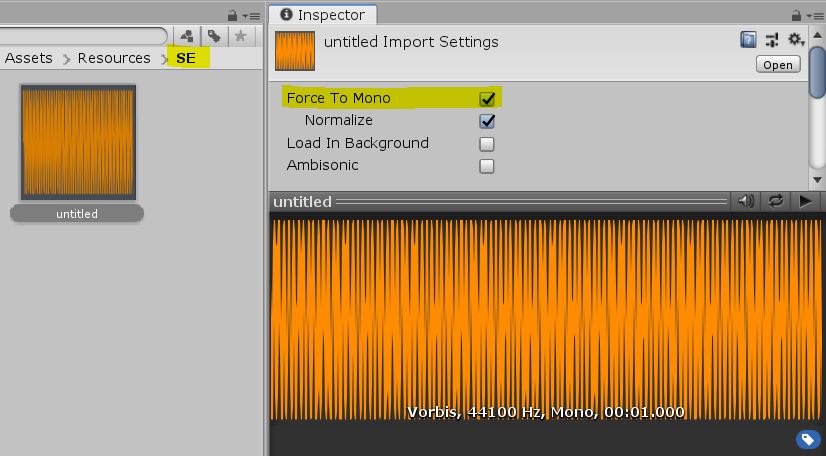 Assets > Resources > SE
untitled
Inspector
untitled Import Settings
Open
Force To Mono
Normalize
Load In Background
Ambisonic
untitled
Vorbis, 44100 Hz, Mono, 00:01.000